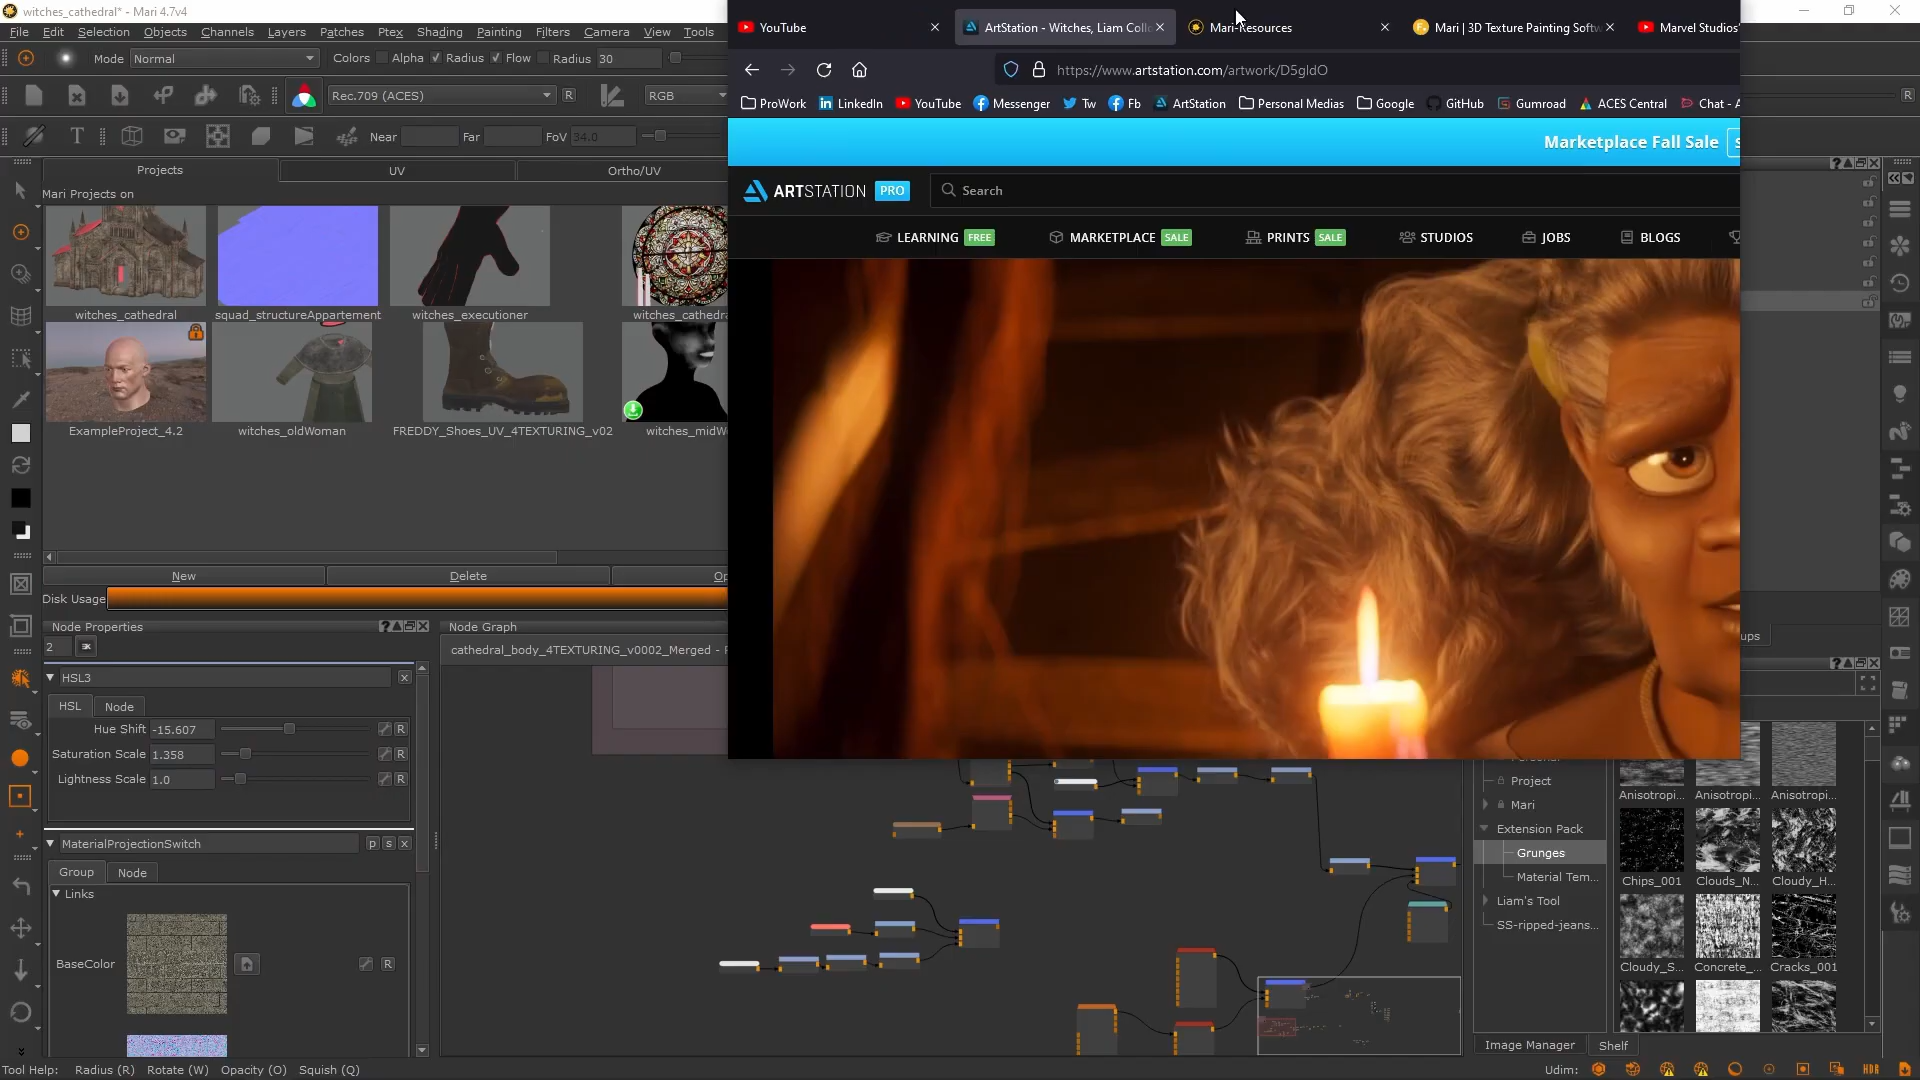 witches_cathedral* - Mari 4.7v4
File Edit Selection Objects Channels Layers Patches Ptex Shading Painting Filters Camera View Tools
Mode Normal Colors Alpha Radius Flow Radius 30
Rec.709 (ACES) R RGB
R
T Near Far FoV 34.0
Projects UV Ortho/UV
Mari Projects on
witches_cathedral squad_structureAppartement witches_executioner
ExampleProject_4.2 witches_oldWoman FREDDY_Shoes_UV_4TEXTURING_v02
New Delete
Disk Usage
Node Properties
2
HSL3
HSL Node
Hue Shift -15.607 R
Saturation Scale 1.358 R
Lightness Scale 1.0 R
MaterialProjectionSwitch p s x
Group Node
Links
BaseColor R
Node Graph
cathedral_body_4TEXTURING_v0002_Merged -
YouTube
ArtStation - Witches, Liam Coll
Mari-Resources
Mari | 3D Texture Painting Softw
Marvel Studios'
https://www.artstation.com/artwork/D5gldO
ProWork LinkedIn YouTube Messenger Tw Fb ArtStation Personal Medias Google GitHub Gumroad ACES Central Chat - A
Marketplace Fall Sale
ARTSTATION PRO Search
LEARNING FREE MARKETPLACE SALE PRINTS SALE STUDIOS JOBS BLOGS
Project
Mari
Extension Pack
Grunges
Material Tem...
Liam's Tool
SS-ripped-jeans...
Anisotropi... Anisotropi... Anisotropi...
Chips_001 Clouds_N... Cloudy_H...
Cloudy_S... Concrete_... Cracks_001
Image Manager Shelf
Tool Help: Radius (R) Rotate (W) Opacity (O) Squish (Q)
Udim: HDR